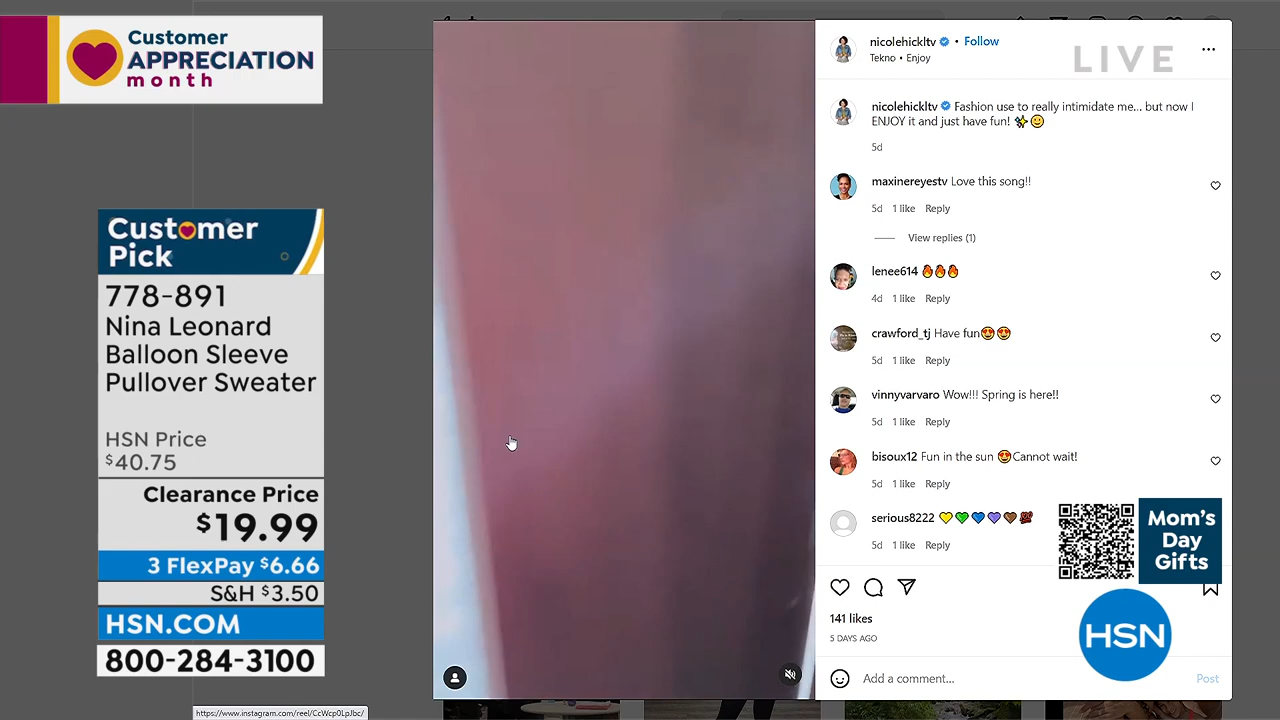 Customer
APPRECIATION
month
Customer
Pick
778-891
Nina Leonard
Balloon Sleeve
Pullover Sweater
HSN Price
$40.75
Clearance Price
$19.99
3 FlexPay $6.66
S&H $3.50
HSN.COM
800-284-3100
nicolehickltv • Follow
Tekno • Enjoy
LIVE
nicolehickltv Fashion use to really intimidate me... but now I
ENJOY it and just have fun! ✨😊
5d
maxinereyestv Love this song!!
5d 1 like Reply
View replies (1)
lenee614 🔥🔥🔥
4d 1 like Reply
crawford_tj Have fun😍😍
5d 1 like Reply
vinnyvarvaro Wow!!! Spring is here!!
5d 1 like Reply
bisoux12 Fun in the sun 😍Cannot wait!
5d 1 like Reply
serious8222 💛💚💙💜🤎💯
5d 1 like Reply
Mom's
Day
Gifts
141 likes
5 DAYS AGO
HSN
Add a comment...
Post
https://www.instagram.com/reel/CcWcp0LpJbc/